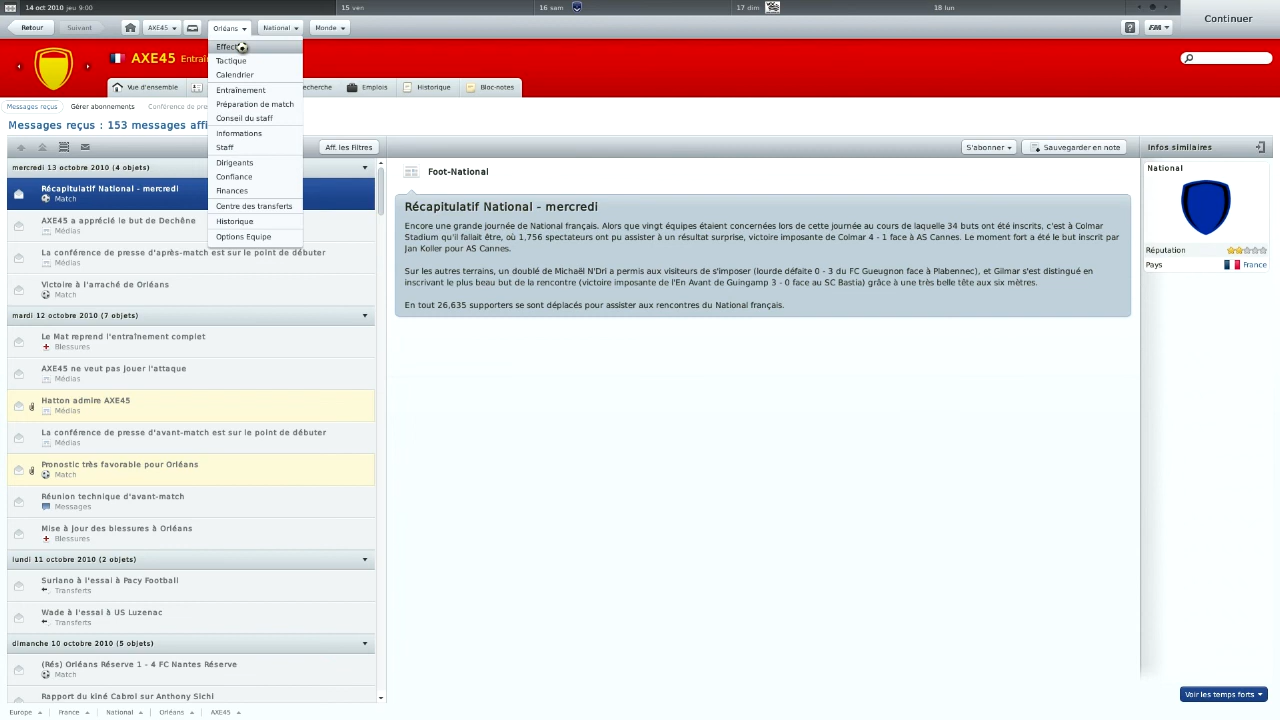 14 oct 2010 jeu 9:00
15 ven
16 sam
17 dim
18 lun
Retour
Suivant
AXE45
Orléans
National
Monde
?
FM
Continuer
AXE45
Tactique
Calendrier
Entraînement
Préparation de match
Conseil du staff
Informations
Staff
Dirigeants
Confiance
Finances
Centre des transferts
Historique
Options Equipe
Vue d'ensemble
Emplois
Historique
Bloc-notes
Messages reçus
Gérer abonnements
Messages reçus : 153 messages
Aff. les Filtres
S'abonner
Sauvegarder en note
Infos similaires
mercredi 13 octobre 2010 (4 objets)
Récapitulatif National - mercredi
Match
AXE45 a apprécié le but de Dechêne
Médias
La conférence de presse d'après-match est sur le point de débuter
Médias
Victoire à l'arraché de Orléans
Match
mardi 12 octobre 2010 (7 objets)
Le Mat reprend l'entraînement complet
Blessures
AXE45 ne veut pas jouer l'attaque
Médias
Hatton admire AXE45
Médias
La conférence de presse d'avant-match est sur le point de débuter
Médias
Pronostic très favorable pour Orléans
Match
Réunion technique d'avant-match
Messages
Mise à jour des blessures à Orléans
Blessures
lundi 11 octobre 2010 (2 objets)
Suriano à l'essai à Pacy Football
Transferts
Wade à l'essai à US Luzenac
Transferts
dimanche 10 octobre 2010 (5 objets)
(Rés) Orléans Réserve 1 - 4 FC Nantes Réserve
Match
Rapport du kiné Cabrol sur Anthony Sichi
Foot-National
Récapitulatif National - mercredi
Encore une grande journée de National français. Alors que vingt équipes étaient concernées lors de cette journée au cours de laquelle 34 buts ont été inscrits, c'est à Colmar
Stadium qu'il fallait être, où 1,756 spectateurs ont pu assister à un résultat surprise, victoire imposante de Colmar 4 - 1 face à AS Cannes. Le moment fort a été le but inscrit par
Jan Koller pour AS Cannes.
Sur les autres terrains, un doublé de Michaël N'Dri a permis aux visiteurs de s'imposer (lourde défaite 0 - 3 du FC Gueugnon face à Plabennec), et Gilmar s'est distingué en
inscrivant le plus beau but de la rencontre (victoire imposante de l'En Avant de Guingamp 3 - 0 face au SC Bastia) grâce à une très belle tête aux six mètres.
En tout 26,635 supporters se sont déplacés pour assister aux rencontres du National français.
National
Réputation
Pays
France
Voir les temps forts
Europe
France
National
Orléans
AXE45